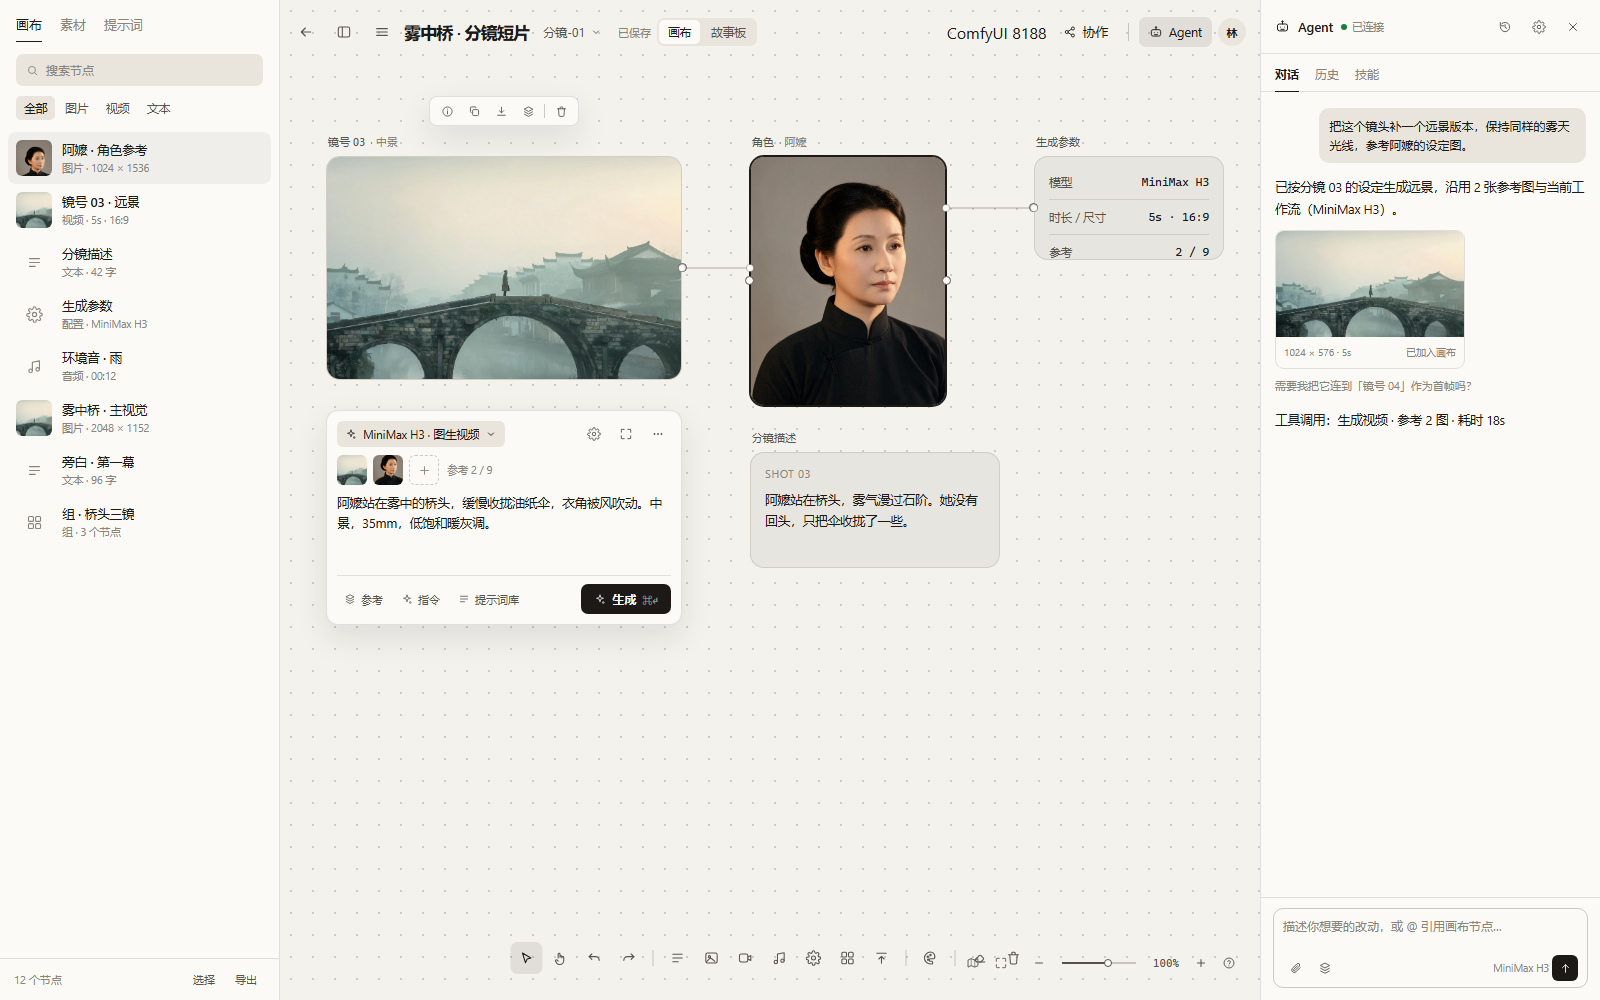 画布 素材 提示词
搜索节点
全部 图片 视频 文本
阿嬷 · 角色参考
图片 · 1024 × 1536
镜号 03 · 远景
视频 · 5s · 16:9
分镜描述
文本 · 42 字
生成参数
配置 · MiniMax H3
环境音 · 雨
音频 · 00:12
雾中桥 · 主视觉
图片 · 2048 × 1152
旁白 · 第一幕
文本 · 96 字
组 · 桥头三镜
组 · 3 个节点
12 个节点 选择 导出
雾中桥 · 分镜短片 分镜-01 已保存 画布 故事板 ComfyUI 8188 协作 Agent 林
镜号 03 · 中景
角色 · 阿嬷
生成参数
模型 MiniMax H3
时长 / 尺寸 5s · 16:9
参考 2 / 9
MiniMax H3 · 图生视频
参考 2 / 9
阿嬷站在雾中的桥头，缓慢收拢油纸伞，衣角被风吹动。中
景，35mm，低饱和暖灰调。
参考 指令 提示词库 生成 ⌘↵
分镜描述
SHOT 03
阿嬷站在桥头，雾气漫过石阶。她没有
回头，只把伞收拢了一些。
100%
Agent 已连接
对话 历史 技能
把这个镜头补一个远景版本，保持同样的雾天
光线，参考阿嬷的设定图。
已按分镜 03 的设定生成远景，沿用 2 张参考图与当前工
作流（MiniMax H3）。
1024 × 576 · 5s 已加入画布
需要我把它连到「镜号 04」作为首帧吗？
工具调用：生成视频 · 参考 2 图 · 耗时 18s
描述你想要的改动，或 @ 引用画布节点...
MiniMax H3